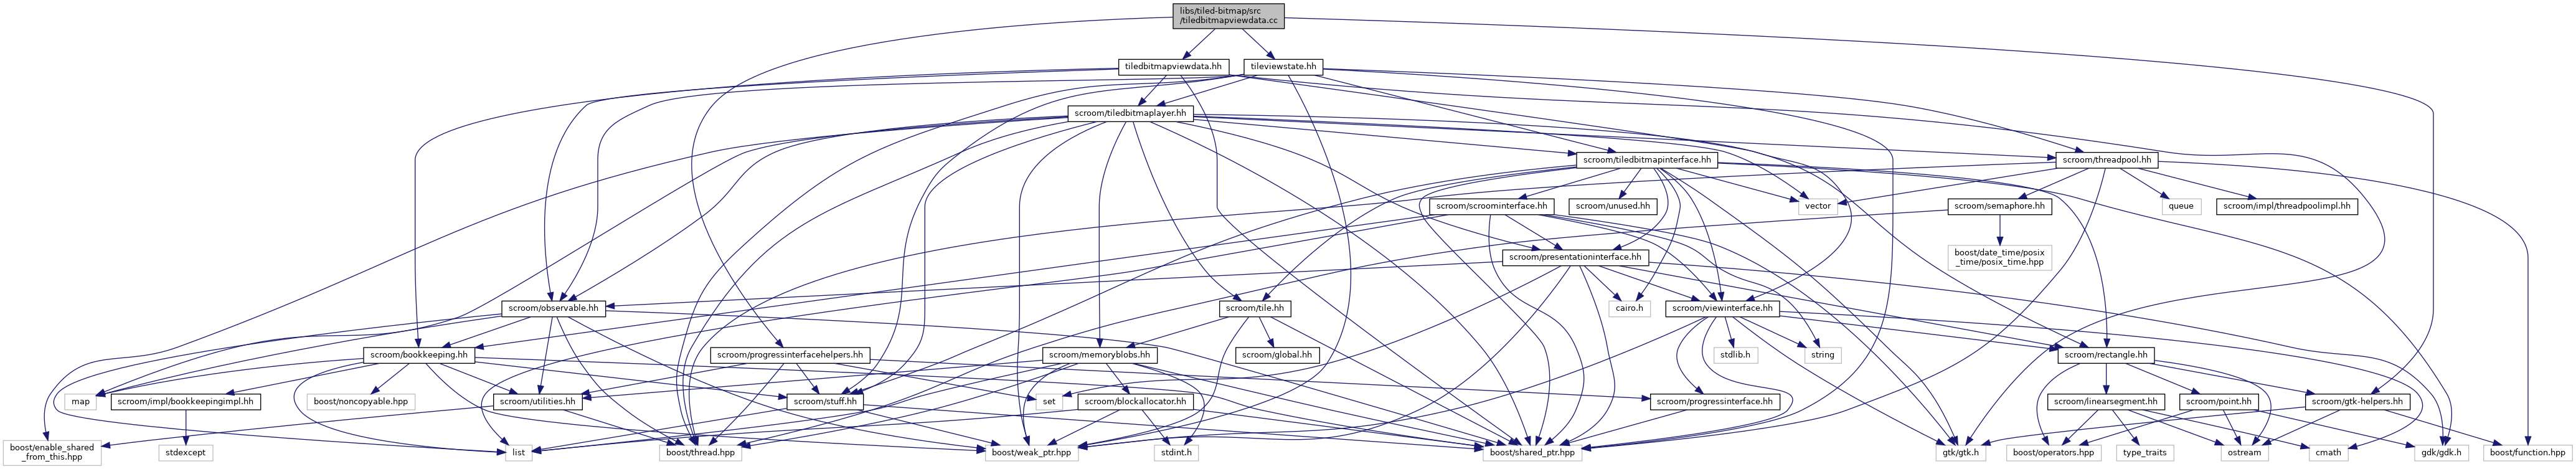 libs/tiled-bitmap/src
/tiledbitmapviewdata.cc
tiledbitmapviewdata.hh
tileviewstate.hh
scroom/tiledbitmaplayer.hh
scroom/tiledbitmapinterface.hh
scroom/threadpool.hh
scroom/scroominterface.hh
scroom/unused.hh
vector
scroom/semaphore.hh
queue
scroom/impl/threadpoolimpl.hh
scroom/presentationinterface.hh
boost/date_time/posix
_time/posix_time.hpp
scroom/observable.hh
scroom/tile.hh
cairo.h
scroom/viewinterface.hh
scroom/bookkeeping.hh
scroom/progressinterfacehelpers.hh
scroom/memoryblobs.hh
scroom/global.hh
stdlib.h
string
scroom/rectangle.hh
map
scroom/impl/bookkeepingimpl.hh
boost/noncopyable.hpp
scroom/utilities.hh
scroom/stuff.hh
set
scroom/blockallocator.hh
scroom/progressinterface.hh
scroom/linearsegment.hh
scroom/point.hh
scroom/gtk-helpers.hh
boost/enable_shared
_from_this.hpp
stdexcept
list
boost/thread.hpp
boost/weak_ptr.hpp
stdint.h
boost/shared_ptr.hpp
gtk/gtk.h
boost/operators.hpp
type_traits
ostream
cmath
gdk/gdk.h
boost/function.hpp